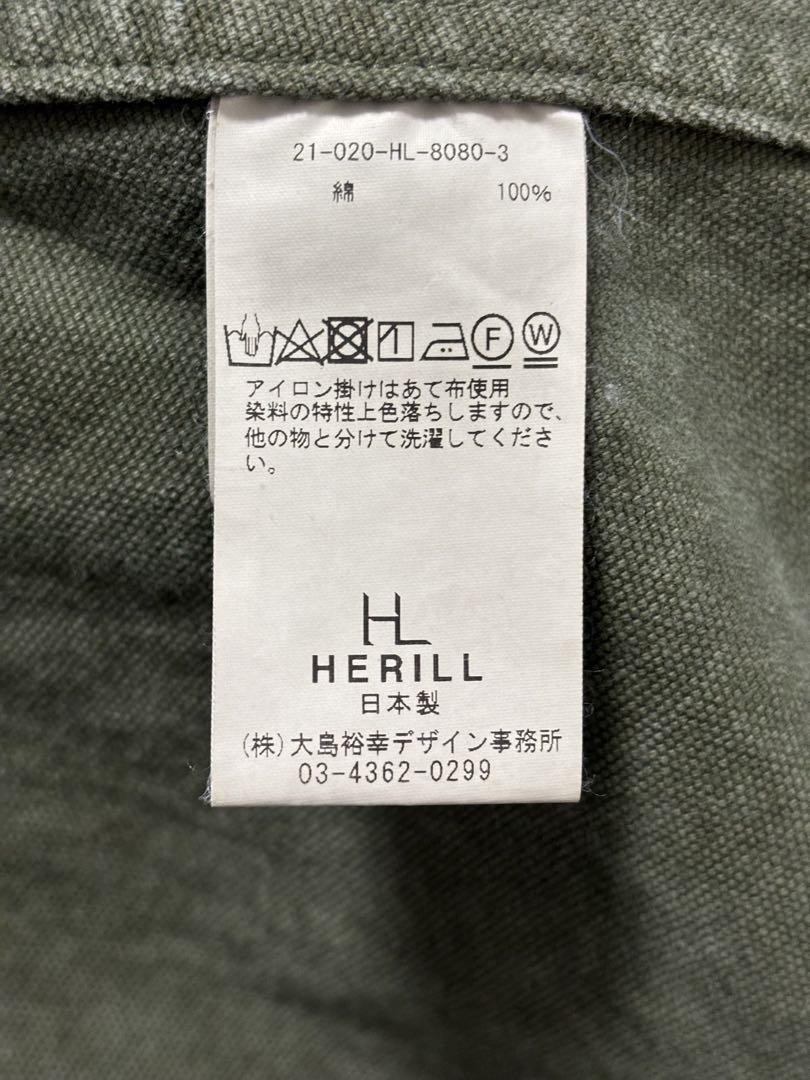 21-020-HL-8080-3
綿 100%
F W
アイロン掛けはあて布使用
染料の特性上色落ちしますので、
他の物と分けて洗濯してくださ
い。
HL
HERILL
日本製
(株)大島裕幸デザイン事務所
03-4362-0299